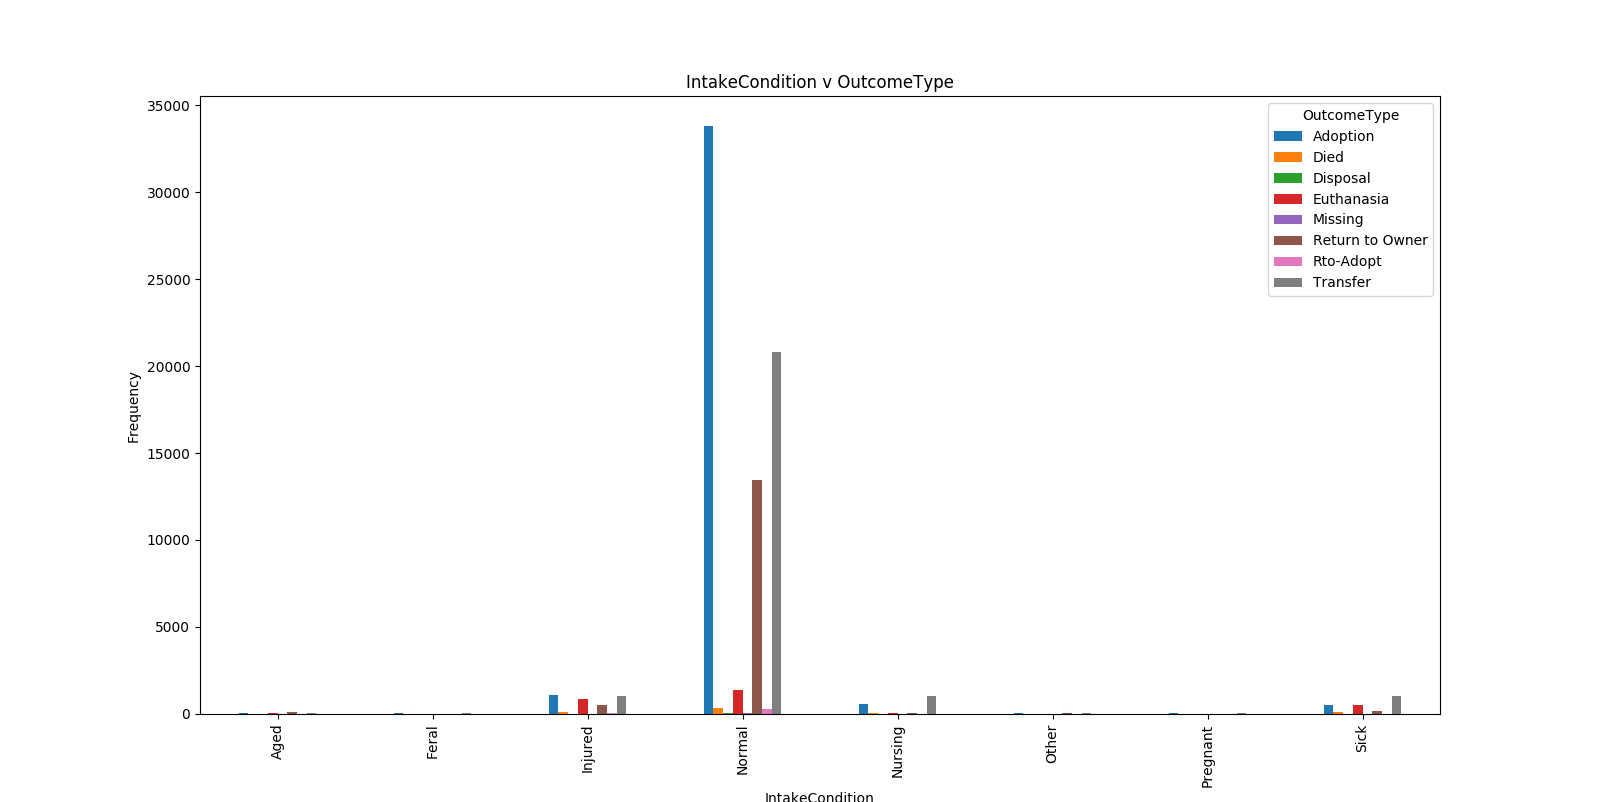 IntakeCondition v OutcomeType
35000
30000
25000
20000
15000
10000
5000
0
Frequency
OutcomeType
Adoption
Died
Disposal
Euthanasia
Missing
Return to Owner
Rto-Adopt
Transfer
Aged
Feral
Injured
Normal
Nursing
Other
Pregnant
Sick
IntakeCondition